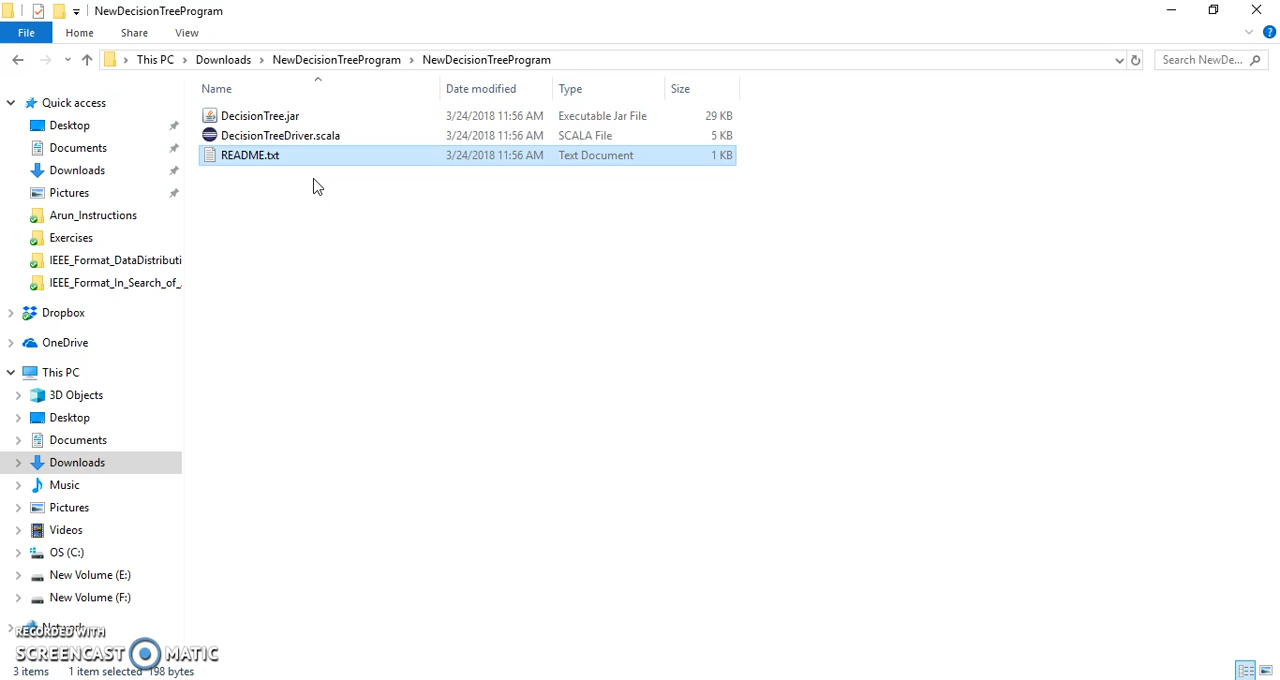 NewDecisionTreeProgram
File Home Share View
This PC Downloads NewDecisionTreeProgram NewDecisionTreeProgram Search NewDe...
Name Date modified Type Size
DecisionTree.jar 3/24/2018 11:56 AM Executable Jar File 29 KB
DecisionTreeDriver.scala 3/24/2018 11:56 AM SCALA File 5 KB
README.txt 3/24/2018 11:56 AM Text Document 1 KB
Quick access
Desktop
Documents
Downloads
Pictures
Arun_Instructions
Exercises
IEEE_Format_DataDistributi
IEEE_Format_In_Search_of_
Dropbox
OneDrive
This PC
3D Objects
Desktop
Documents
Downloads
Music
Pictures
Videos
OS (C:)
New Volume (E:)
New Volume (F:)
Network
RECORDED WITH
SCREENCAST MATIC
3 items 1 item selected 198 bytes